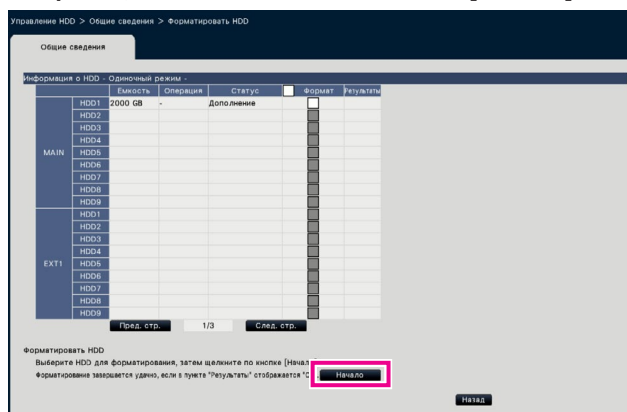 Управление HDD > Общие сведения > Форматировать HDD
Общие сведения
Информация о HDD - Одиночный режим -
Емкость Операция Статус Формат Результаты
MAIN
HDD1 2000 GB - Дополнение
HDD2
HDD3
HDD4
HDD5
HDD6
HDD7
HDD8
HDD9
EXT1
HDD1
HDD2
HDD3
HDD4
HDD5
HDD6
HDD7
HDD8
HDD9
Пред. стр. 1/3 След. стр.
Форматировать HDD
Выберите HDD для форматирования, затем щелкните по кнопке
Форматирование завершается удачно, если в пункте "Результаты" отображается
Начало
Назад